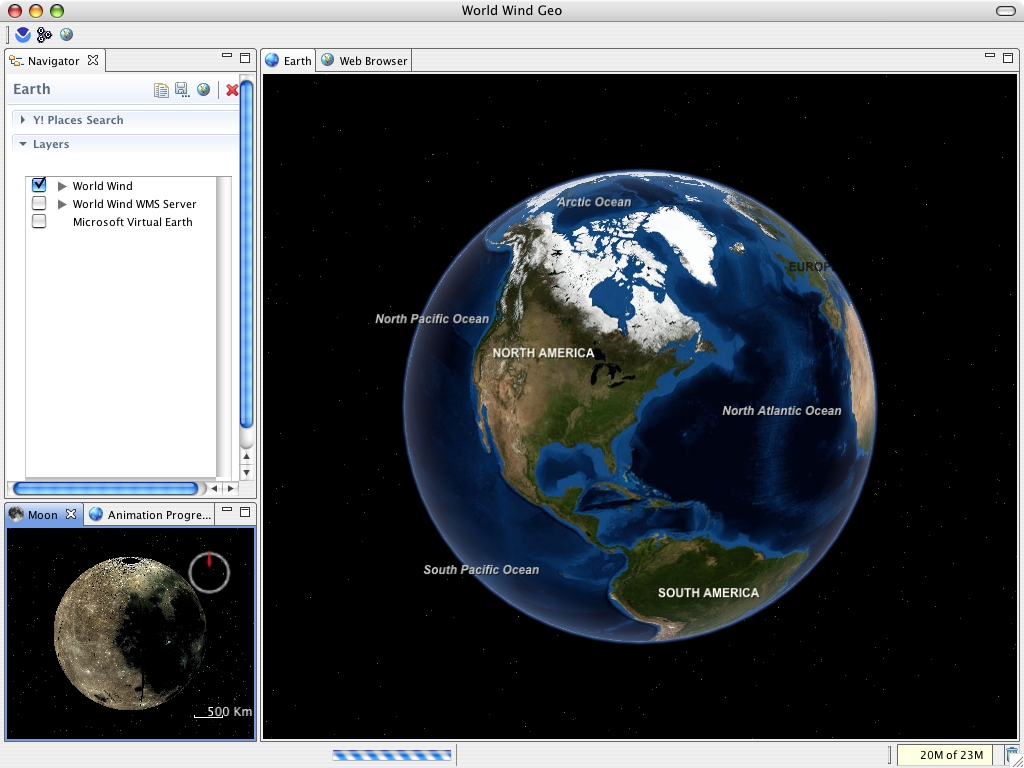 World Wind Geo
Navigator
Earth
Y! Places Search
Layers
World Wind
World Wind WMS Server
Microsoft Virtual Earth
Moon
Animation Progre...
500 Km
Earth
Web Browser
Arctic Ocean
EUROP
North Pacific Ocean
NORTH AMERICA
North Atlantic Ocean
South Pacific Ocean
SOUTH AMERICA
20M of 23M